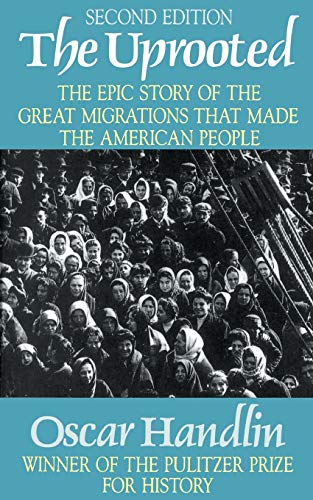 SECOND EDITION
The Uprooted
THE EPIC STORY OF THE
GREAT MIGRATIONS THAT MADE
THE AMERICAN PEOPLE
Oscar Handlin
WINNER OF THE PULITZER PRIZE
FOR HISTORY